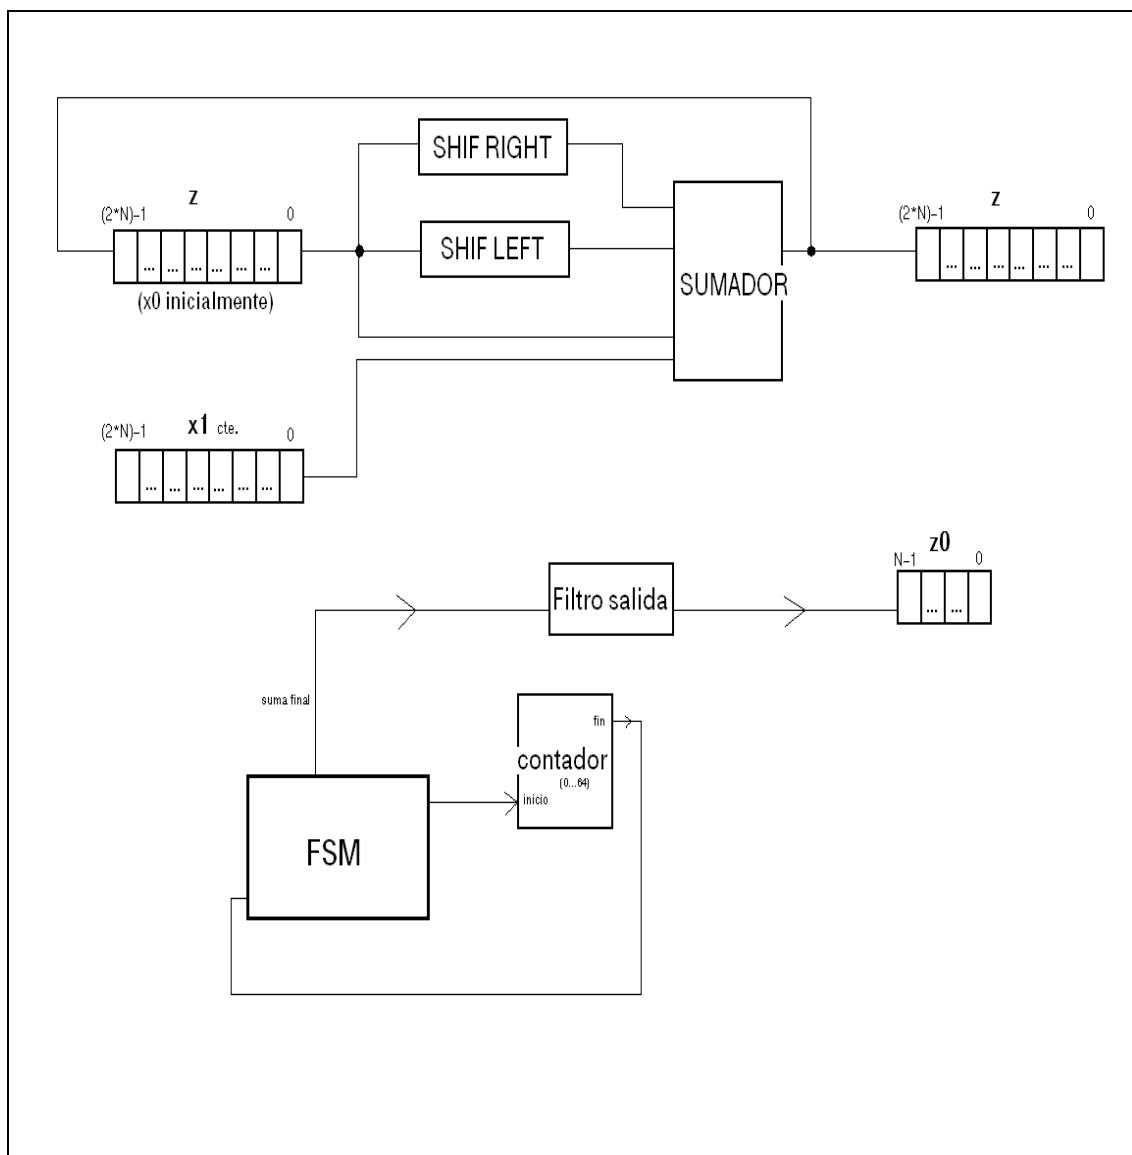 SHIF RIGHT
z
(2*N)-1 0
... ... ... ... ... ...
(x0 inicialmente)
SHIF LEFT
SUMADOR
z
(2*N)-1 0
... ... ... ... ... ...
x1 cte.
(2*N)-1 0
... ... ... ... ... ...
z0
N-1 0
... ...
Filtro salida
suma final
fin
contador
(0...64)
inicio
FSM